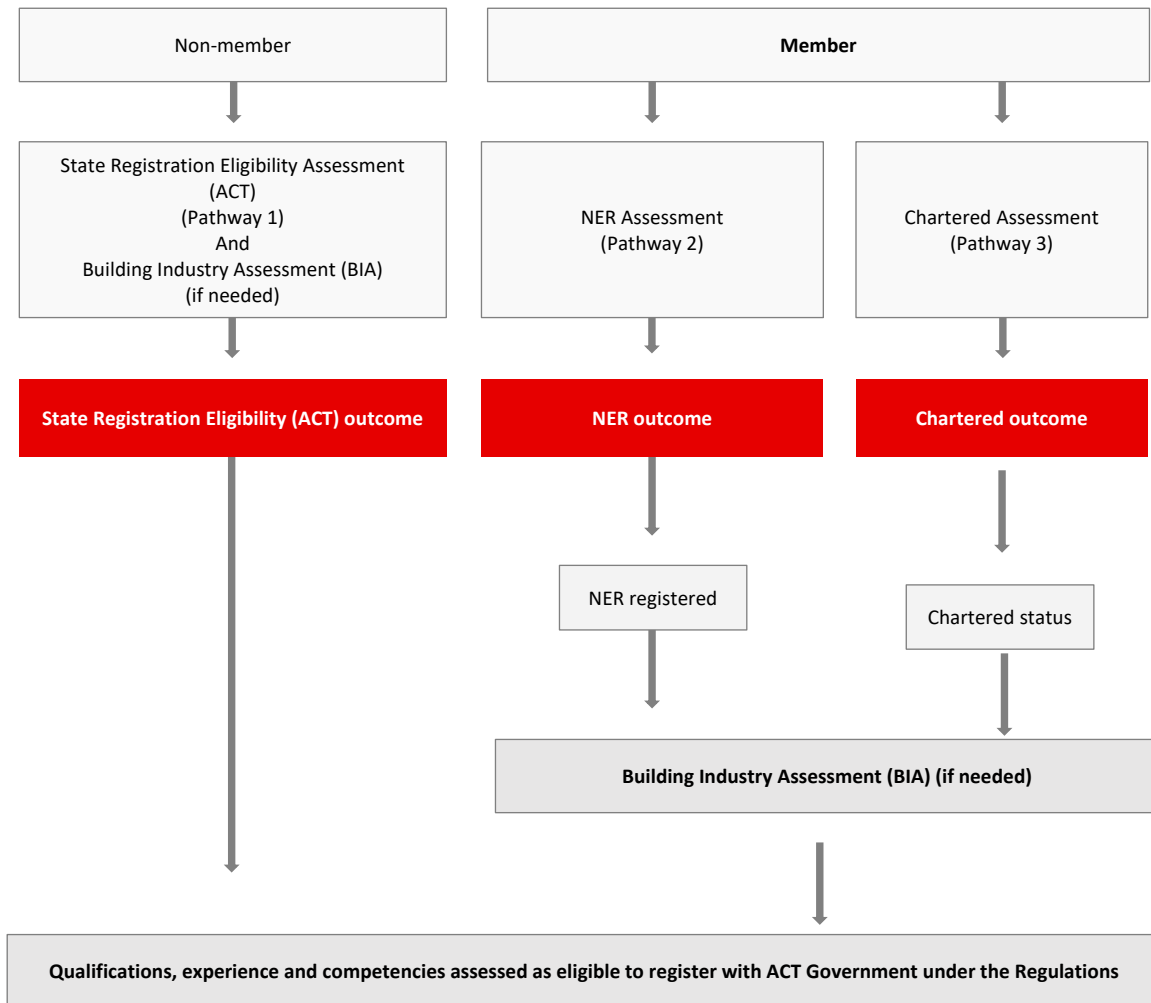 Non-member
Member
State Registration Eligibility Assessment
(ACT)
(Pathway 1)
And
Building Industry Assessment (BIA)
(if needed)
NER Assessment
(Pathway 2)
Chartered Assessment
(Pathway 3)
State Registration Eligibility (ACT) outcome
NER outcome
Chartered outcome
NER registered
Chartered status
Building Industry Assessment (BIA) (if needed)
Qualifications, experience and competencies assessed as eligible to register with ACT Government under the Regulations